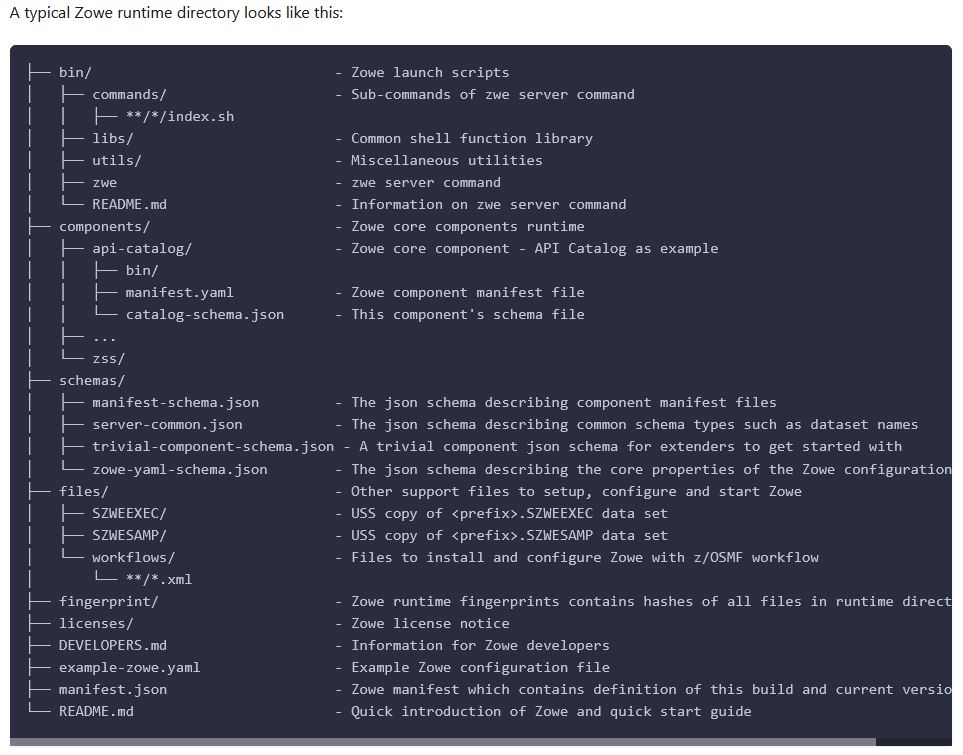 A typical Zowe runtime directory looks like this:
├── bin/                              - Zowe launch scripts
│   ├── commands/                     - Sub-commands of zwe server command
│   │   ├── **/*/index.sh
│   ├── libs/                         - Common shell function library
│   ├── utils/                        - Miscellaneous utilities
│   ├── zwe                           - zwe server command
│   └── README.md                     - Information on zwe server command
├── components/                       - Zowe core components runtime
│   ├── api-catalog/                  - Zowe core component - API Catalog as example
│   │   ├── bin/
│   │   ├── manifest.yaml             - Zowe component manifest file
│   │   └── catalog-schema.json       - This component's schema file
│   ├── ...
│   └── zss/
├── schemas/
│   ├── manifest-schema.json          - The json schema describing component manifest files
│   ├── server-common.json            - The json schema describing common schema types such as dataset names
│   ├── trivial-component-schema.json - A trivial component json schema for extenders to get started with
│   └── zowe-yaml-schema.json         - The json schema describing the core properties of the Zowe configuration
├── files/                            - Other support files to setup, configure and start Zowe
│   ├── SZWEEXEC/                     - USS copy of <prefix>.SZWEEXEC data set
│   ├── SZWESAMP/                     - USS copy of <prefix>.SZWESAMP data set
│   └── workflows/                    - Files to install and configure Zowe with z/OSMF workflow
│       └── **/*.xml
├── fingerprint/                      - Zowe runtime fingerprints contains hashes of all files in runtime direct
├── licenses/                         - Zowe license notice
├── DEVELOPERS.md                     - Information for Zowe developers
├── example-zowe.yaml                 - Example Zowe configuration file
├── manifest.json                     - Zowe manifest which contains definition of this build and current versio
└── README.md                         - Quick introduction of Zowe and quick start guide